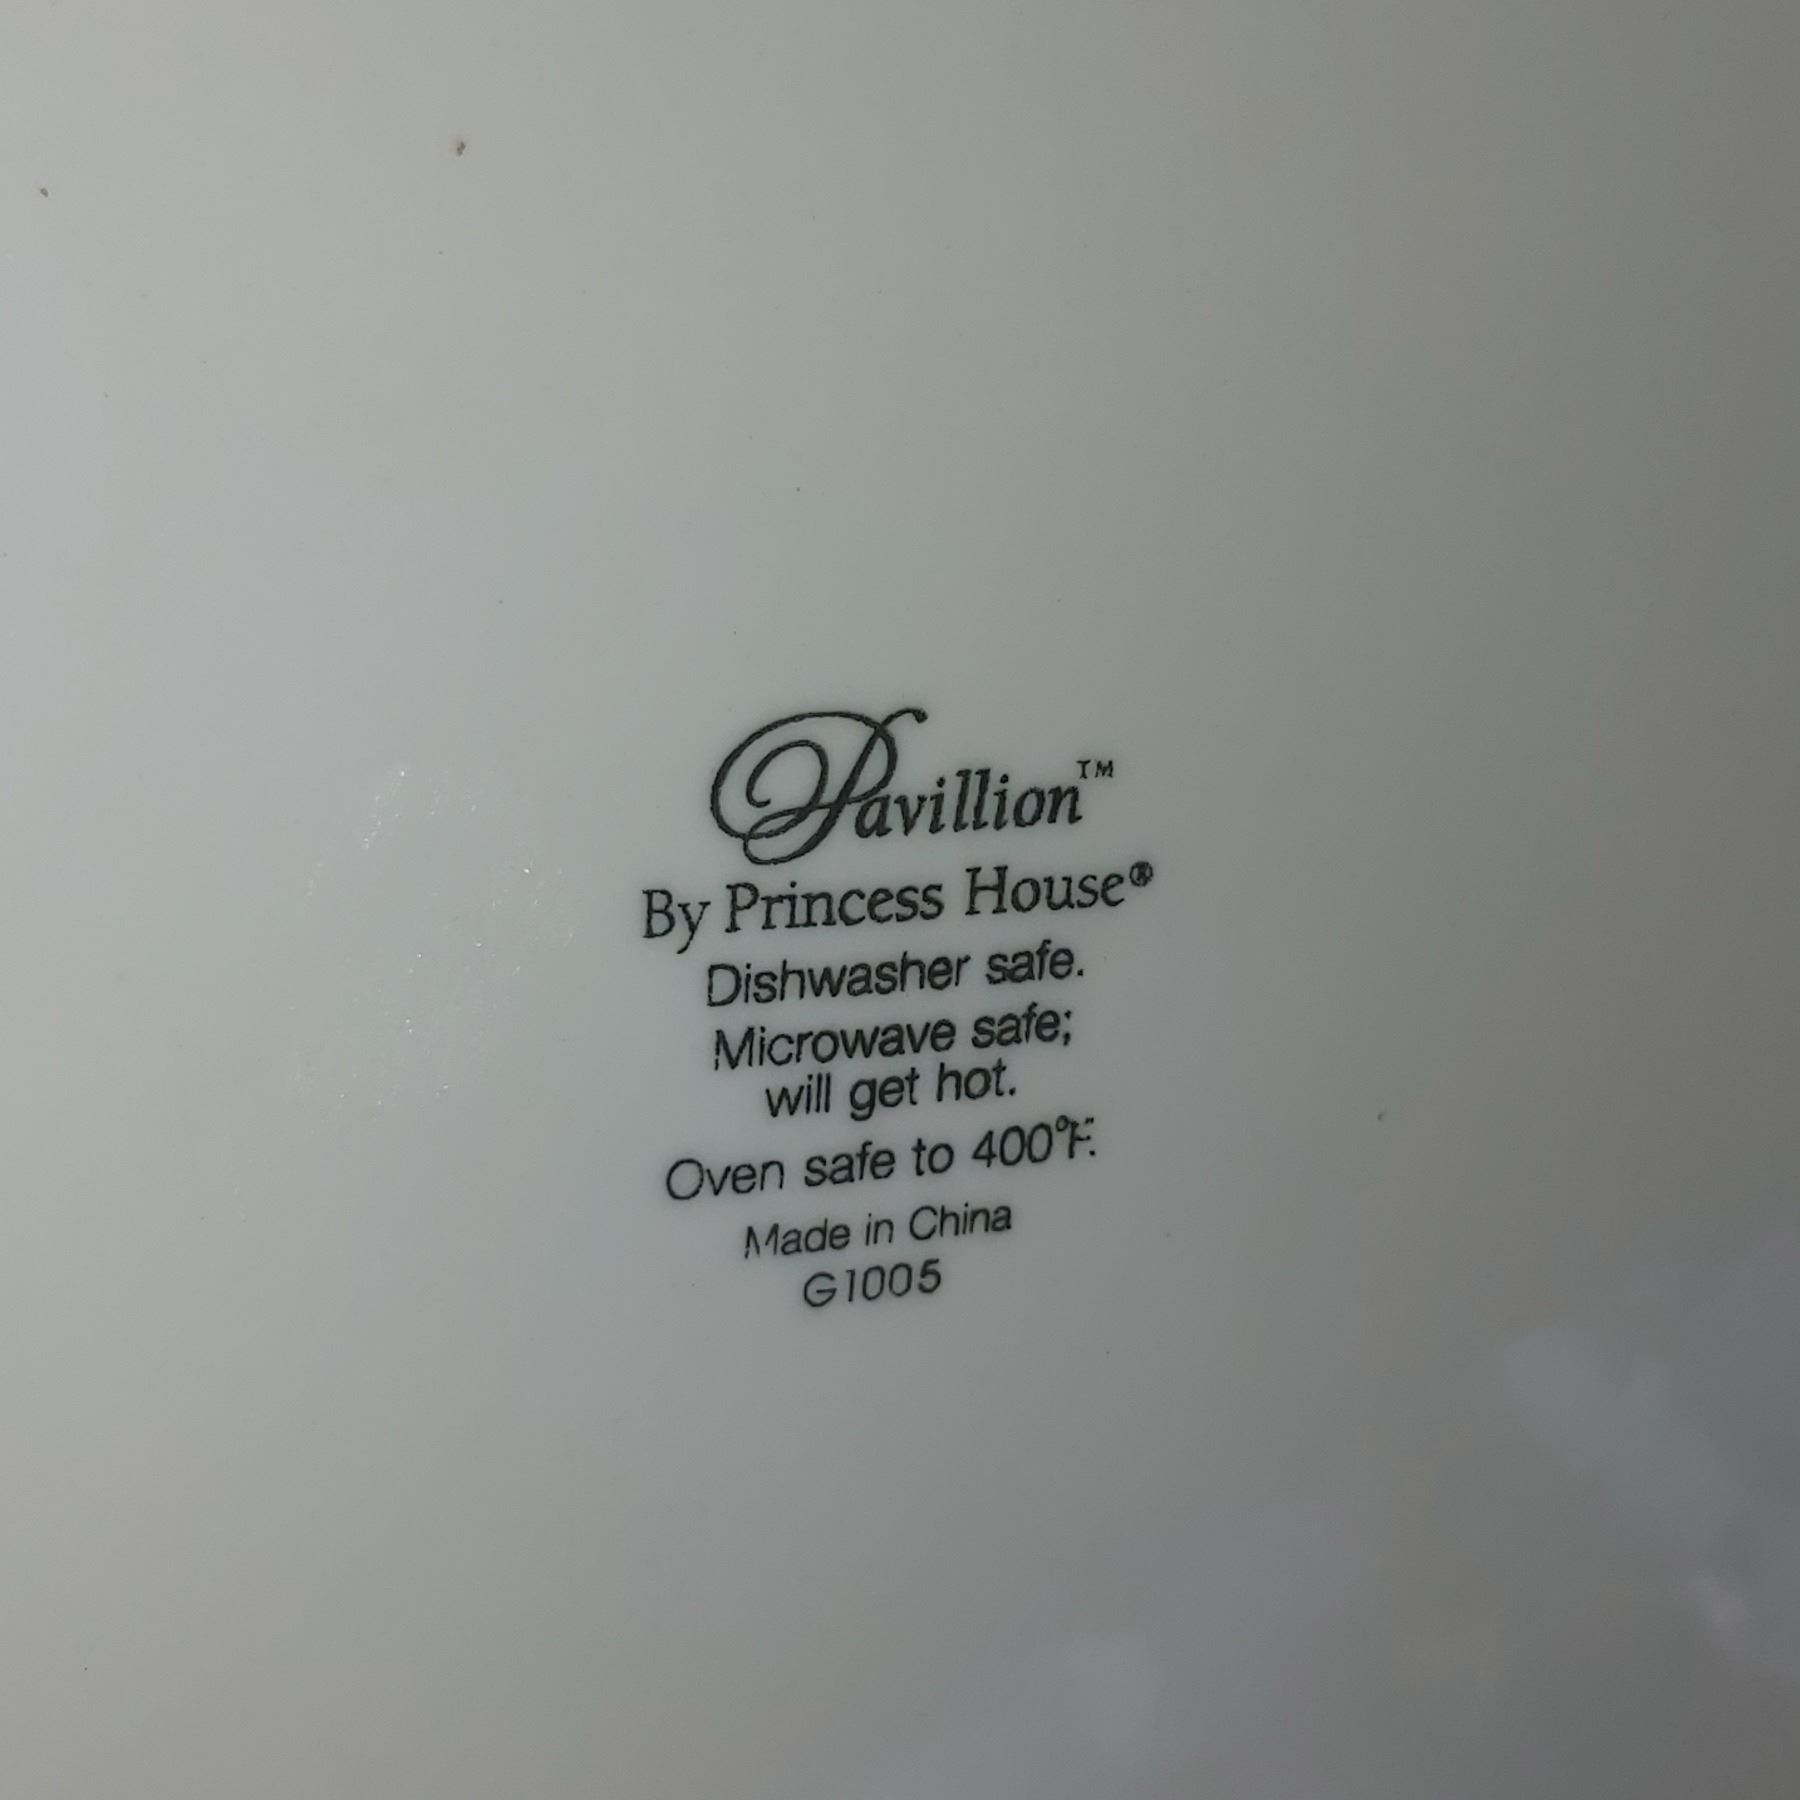 Pavillion™
By Princess House®
Dishwasher safe.
Microwave safe;
will get hot.
Oven safe to 400°F.
Made in China
G1005